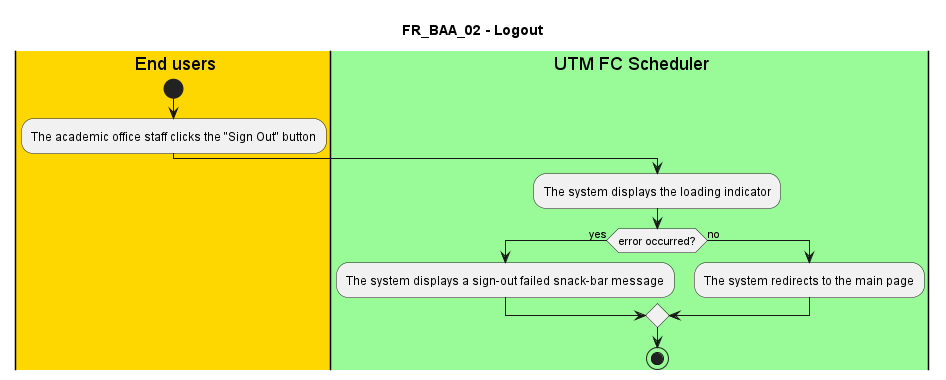 FR_BAA_02 - Logout
End users
UTM FC Scheduler
The academic office staff clicks the "Sign Out" button
The system displays the loading indicator
yes
error occurred?
no
The system displays a sign-out failed snack-bar message
The system redirects to the main page